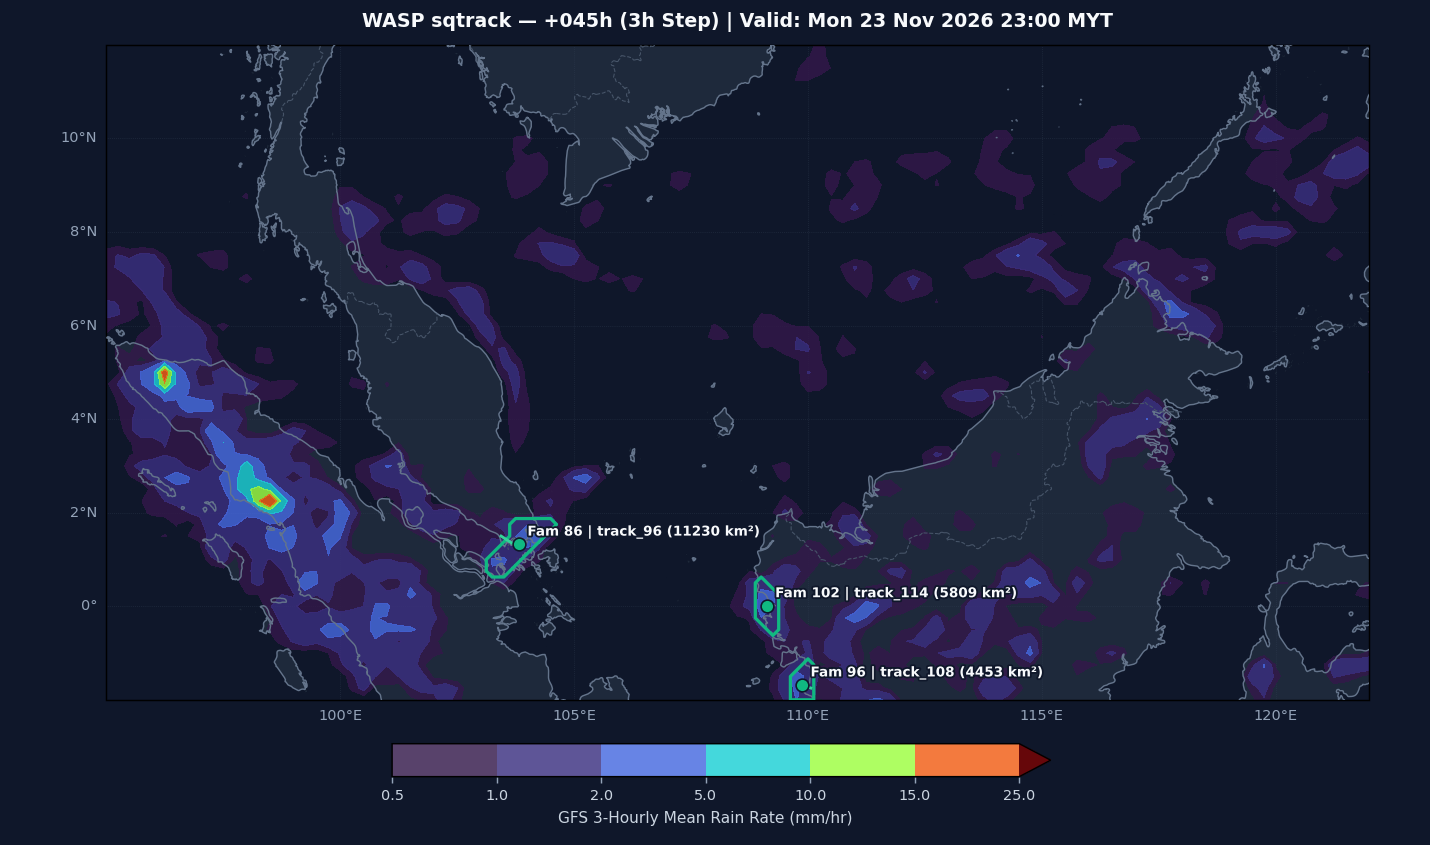 WASP sqtrack — +045h (3h Step) | Valid: Mon 23 Nov 2026 23:00 MYT
10°N
8°N
6°N
4°N
2°N
0°
Fam 86 | track_96 (11230 km²)
Fam 102 | track_114 (5809 km²)
Fam 96 | track_108 (4453 km²)
100°E 105°E 110°E 115°E 120°E
0.5 1.0 2.0 5.0 10.0 15.0 25.0
GFS 3-Hourly Mean Rain Rate (mm/hr)